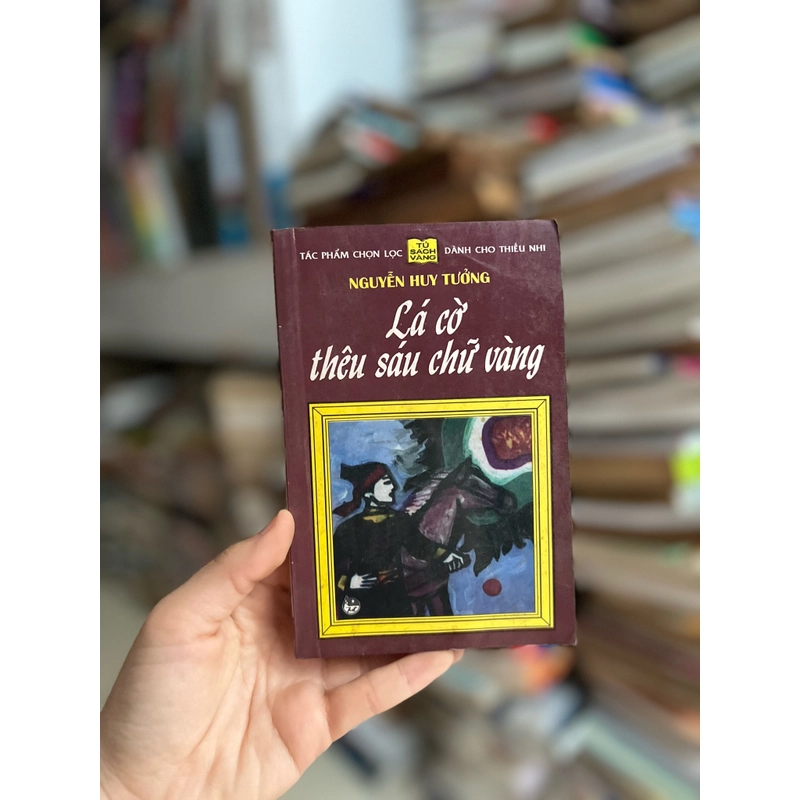 TÁC PHẨM CHỌN LỌC TỦ SÁCH VÀNG DÀNH CHO THIẾU NHI
NGUYỄN HUY TƯỞNG
Lá cờ
thêu sáu chữ vàng